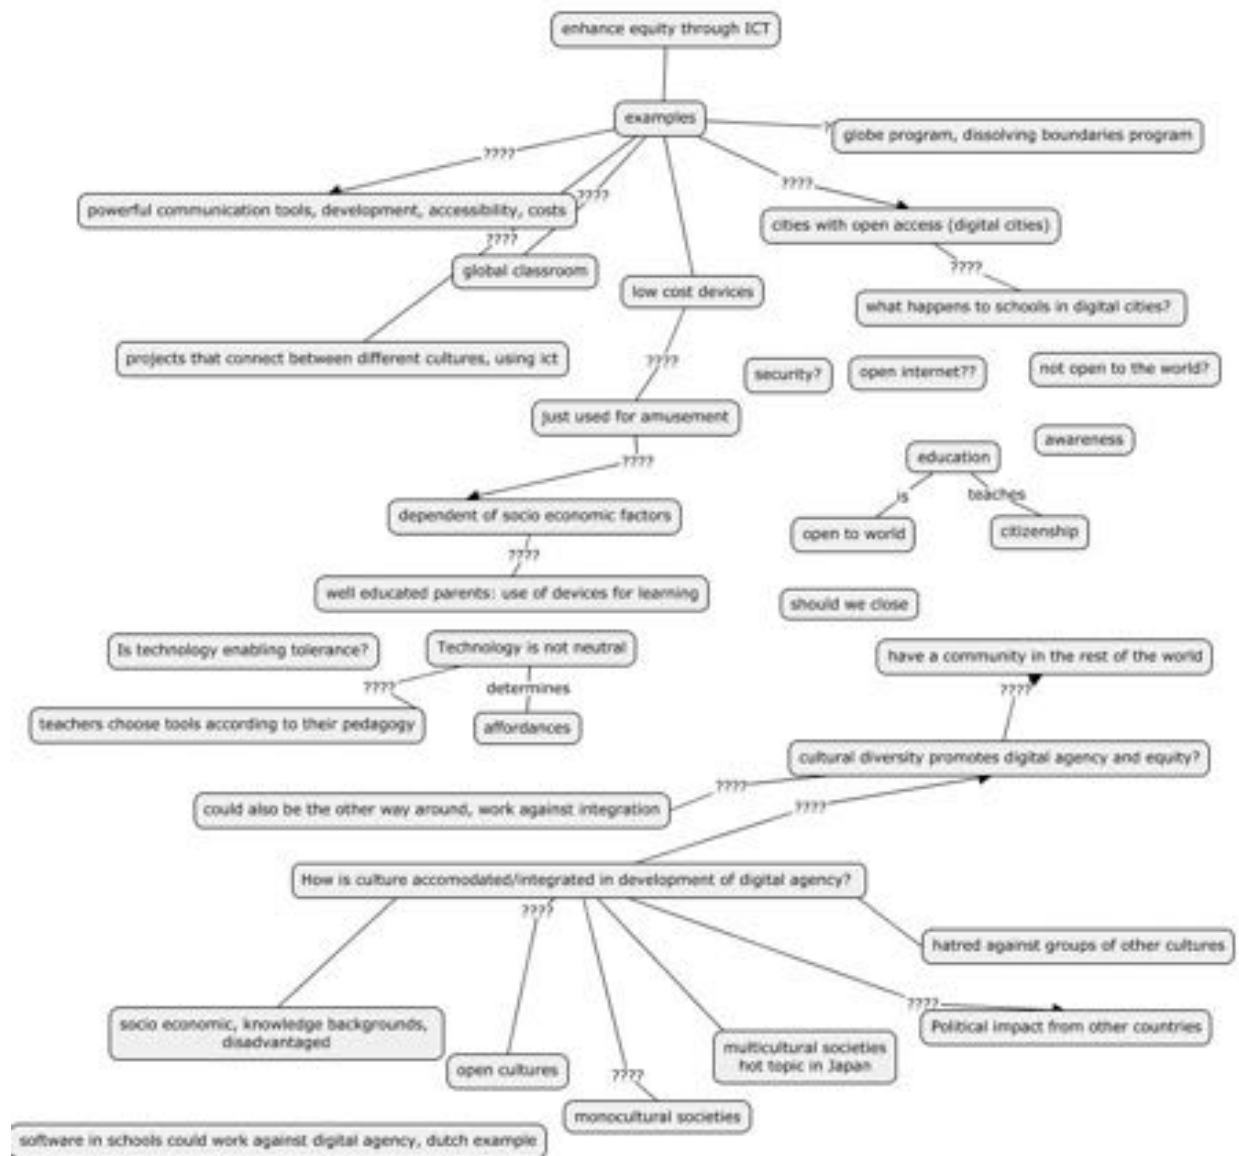 enhance equity through ICT
examples
?
globe program, dissolving boundaries program
????
????
????
powerful communication tools, development, accessibility, costs
cities with open access (digital cities)
????
global classroom
????
low cost devices
what happens to schools in digital cities?
projects that connect between different cultures, using ict
????
security?
open internet??
not open to the world?
just used for amusement
awareness
education
????
is
teaches
dependent of socio economic factors
open to world
citizenship
????
well educated parents: use of devices for learning
should we close
Is technology enabling tolerance?
Technology is not neutral
have a community in the rest of the world
????
determines
????
teachers choose tools according to their pedagogy
affordances
cultural diversity promotes digital agency and equity?
????
could also be the other way around, work against integration
????
How is culture accomodated/integrated in development of digital agency?
????
hatred against groups of other cultures
????
socio economic, knowledge backgrounds,
disadvantaged
Political impact from other countries
multicultural societies
hot topic in Japan
open cultures
????
monocultural societies
software in schools could work against digital agency, dutch example